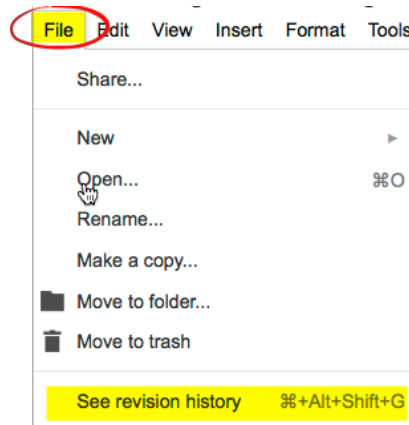 File Edit View Insert Format Tools
Share...
New ►
Open... ⌘O
Rename...
Make a copy...
Move to folder...
Move to trash
See revision history ⌘+Alt+Shift+G